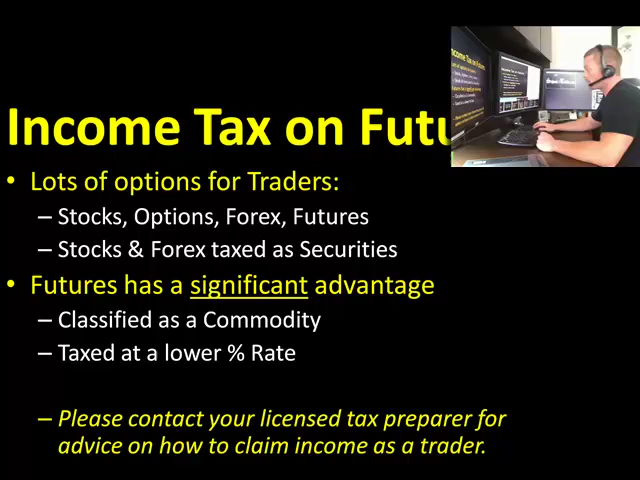 Income Tax on Futu
• Lots of options for Traders:
– Stocks, Options, Forex, Futures
– Stocks & Forex taxed as Securities
• Futures has a significant advantage
– Classified as a Commodity
– Taxed at a lower % Rate
– Please contact your licensed tax preparer for
advice on how to claim income as a trader.